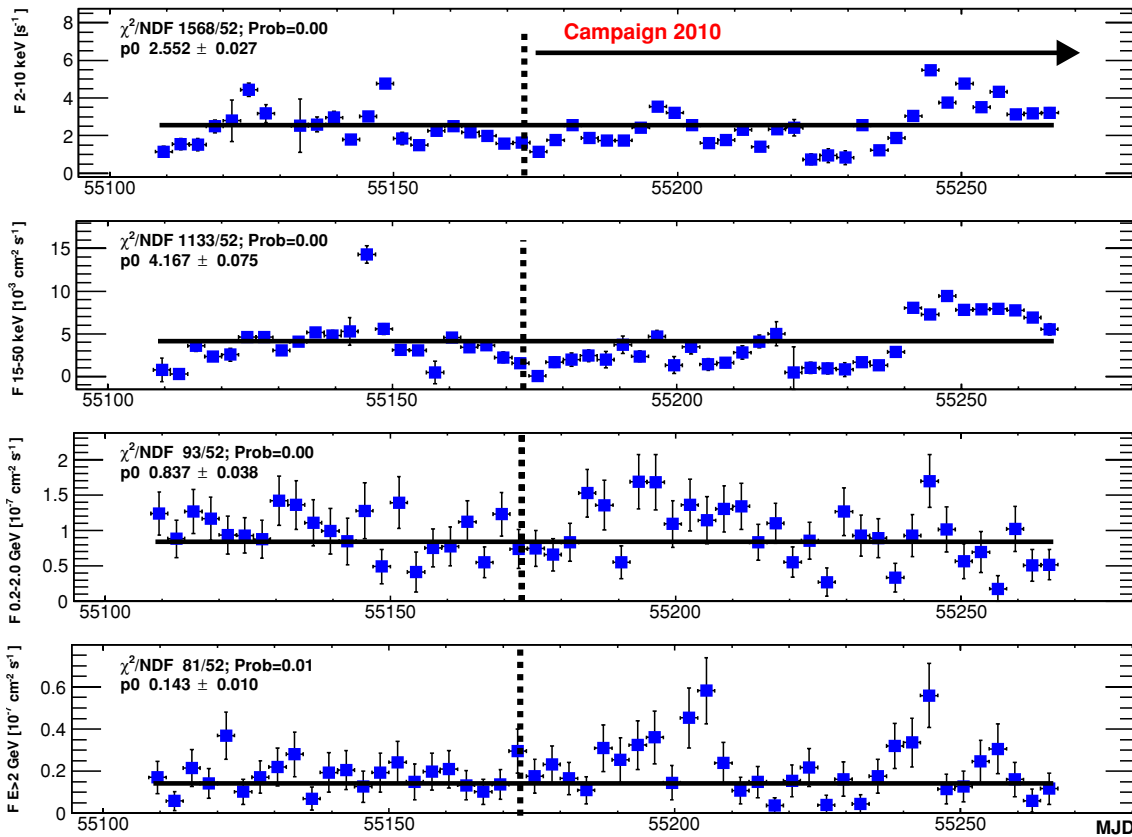 F 2-10 keV [s⁻¹]
8
6
4
2
0
χ²/NDF 1568/52; Prob=0.00
p0 2.552 ± 0.027
Campaign 2010
55100 55150 55200 55250
F 15-50 keV [10⁻³ cm⁻² s⁻¹]
15
10
5
0
χ²/NDF 1133/52; Prob=0.00
p0 4.167 ± 0.075
55100 55150 55200 55250
F 0.2-2.0 GeV [10⁻⁷ cm⁻² s⁻¹]
2
1.5
1
0.5
0
χ²/NDF 93/52; Prob=0.00
p0 0.837 ± 0.038
55100 55150 55200 55250
F E>2 GeV [10⁻⁷ cm⁻² s⁻¹]
0.6
0.4
0.2
0
χ²/NDF 81/52; Prob=0.01
p0 0.143 ± 0.010
55100 55150 55200 55250
MJD